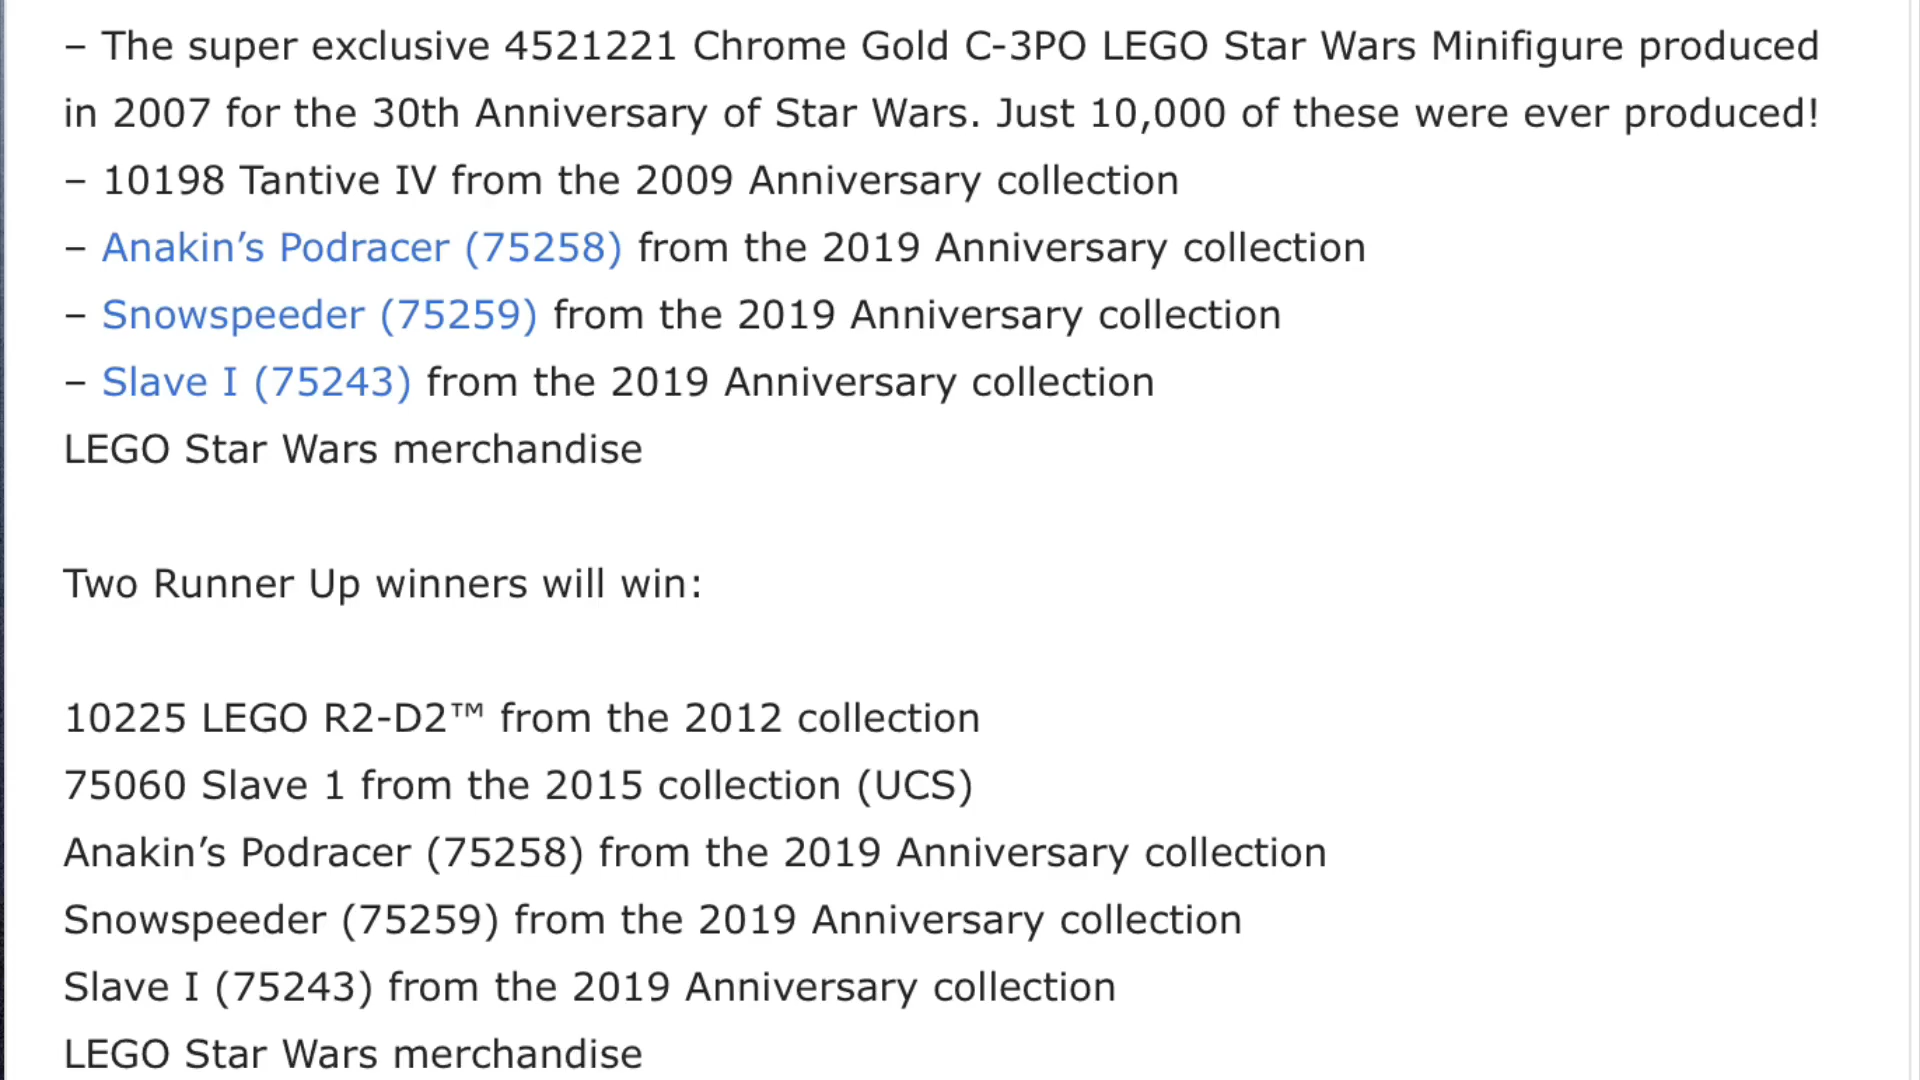 – The super exclusive 4521221 Chrome Gold C-3PO LEGO Star Wars Minifigure produced
in 2007 for the 30th Anniversary of Star Wars. Just 10,000 of these were ever produced!
– 10198 Tantive IV from the 2009 Anniversary collection
– Anakin’s Podracer (75258) from the 2019 Anniversary collection
– Snowspeeder (75259) from the 2019 Anniversary collection
– Slave I (75243) from the 2019 Anniversary collection
LEGO Star Wars merchandise
Two Runner Up winners will win:
10225 LEGO R2-D2™ from the 2012 collection
75060 Slave 1 from the 2015 collection (UCS)
Anakin’s Podracer (75258) from the 2019 Anniversary collection
Snowspeeder (75259) from the 2019 Anniversary collection
Slave I (75243) from the 2019 Anniversary collection
LEGO Star Wars merchandise